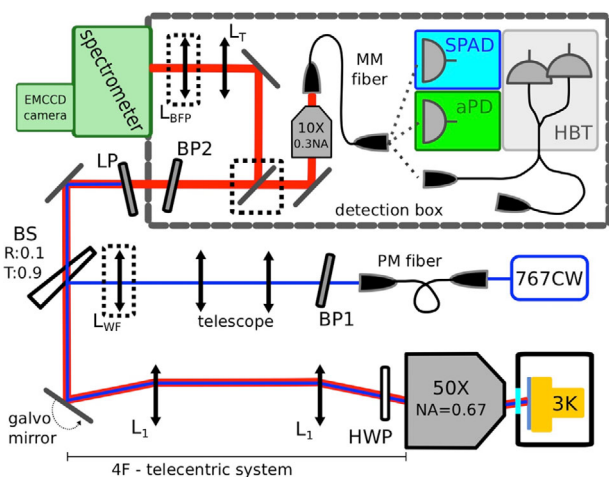 EMCCD
camera
spectrometer
L_BFP
L_T
10X
0.3NA
MM
fiber
SPAD
aPD
HBT
LP
BP2
detection box
BS
R:0.1
T:0.9
L_WF
telescope
BP1
PM fiber
767CW
galvo
mirror
L_1
L_1
HWP
50X
NA=0.67
3K
4F - telecentric system